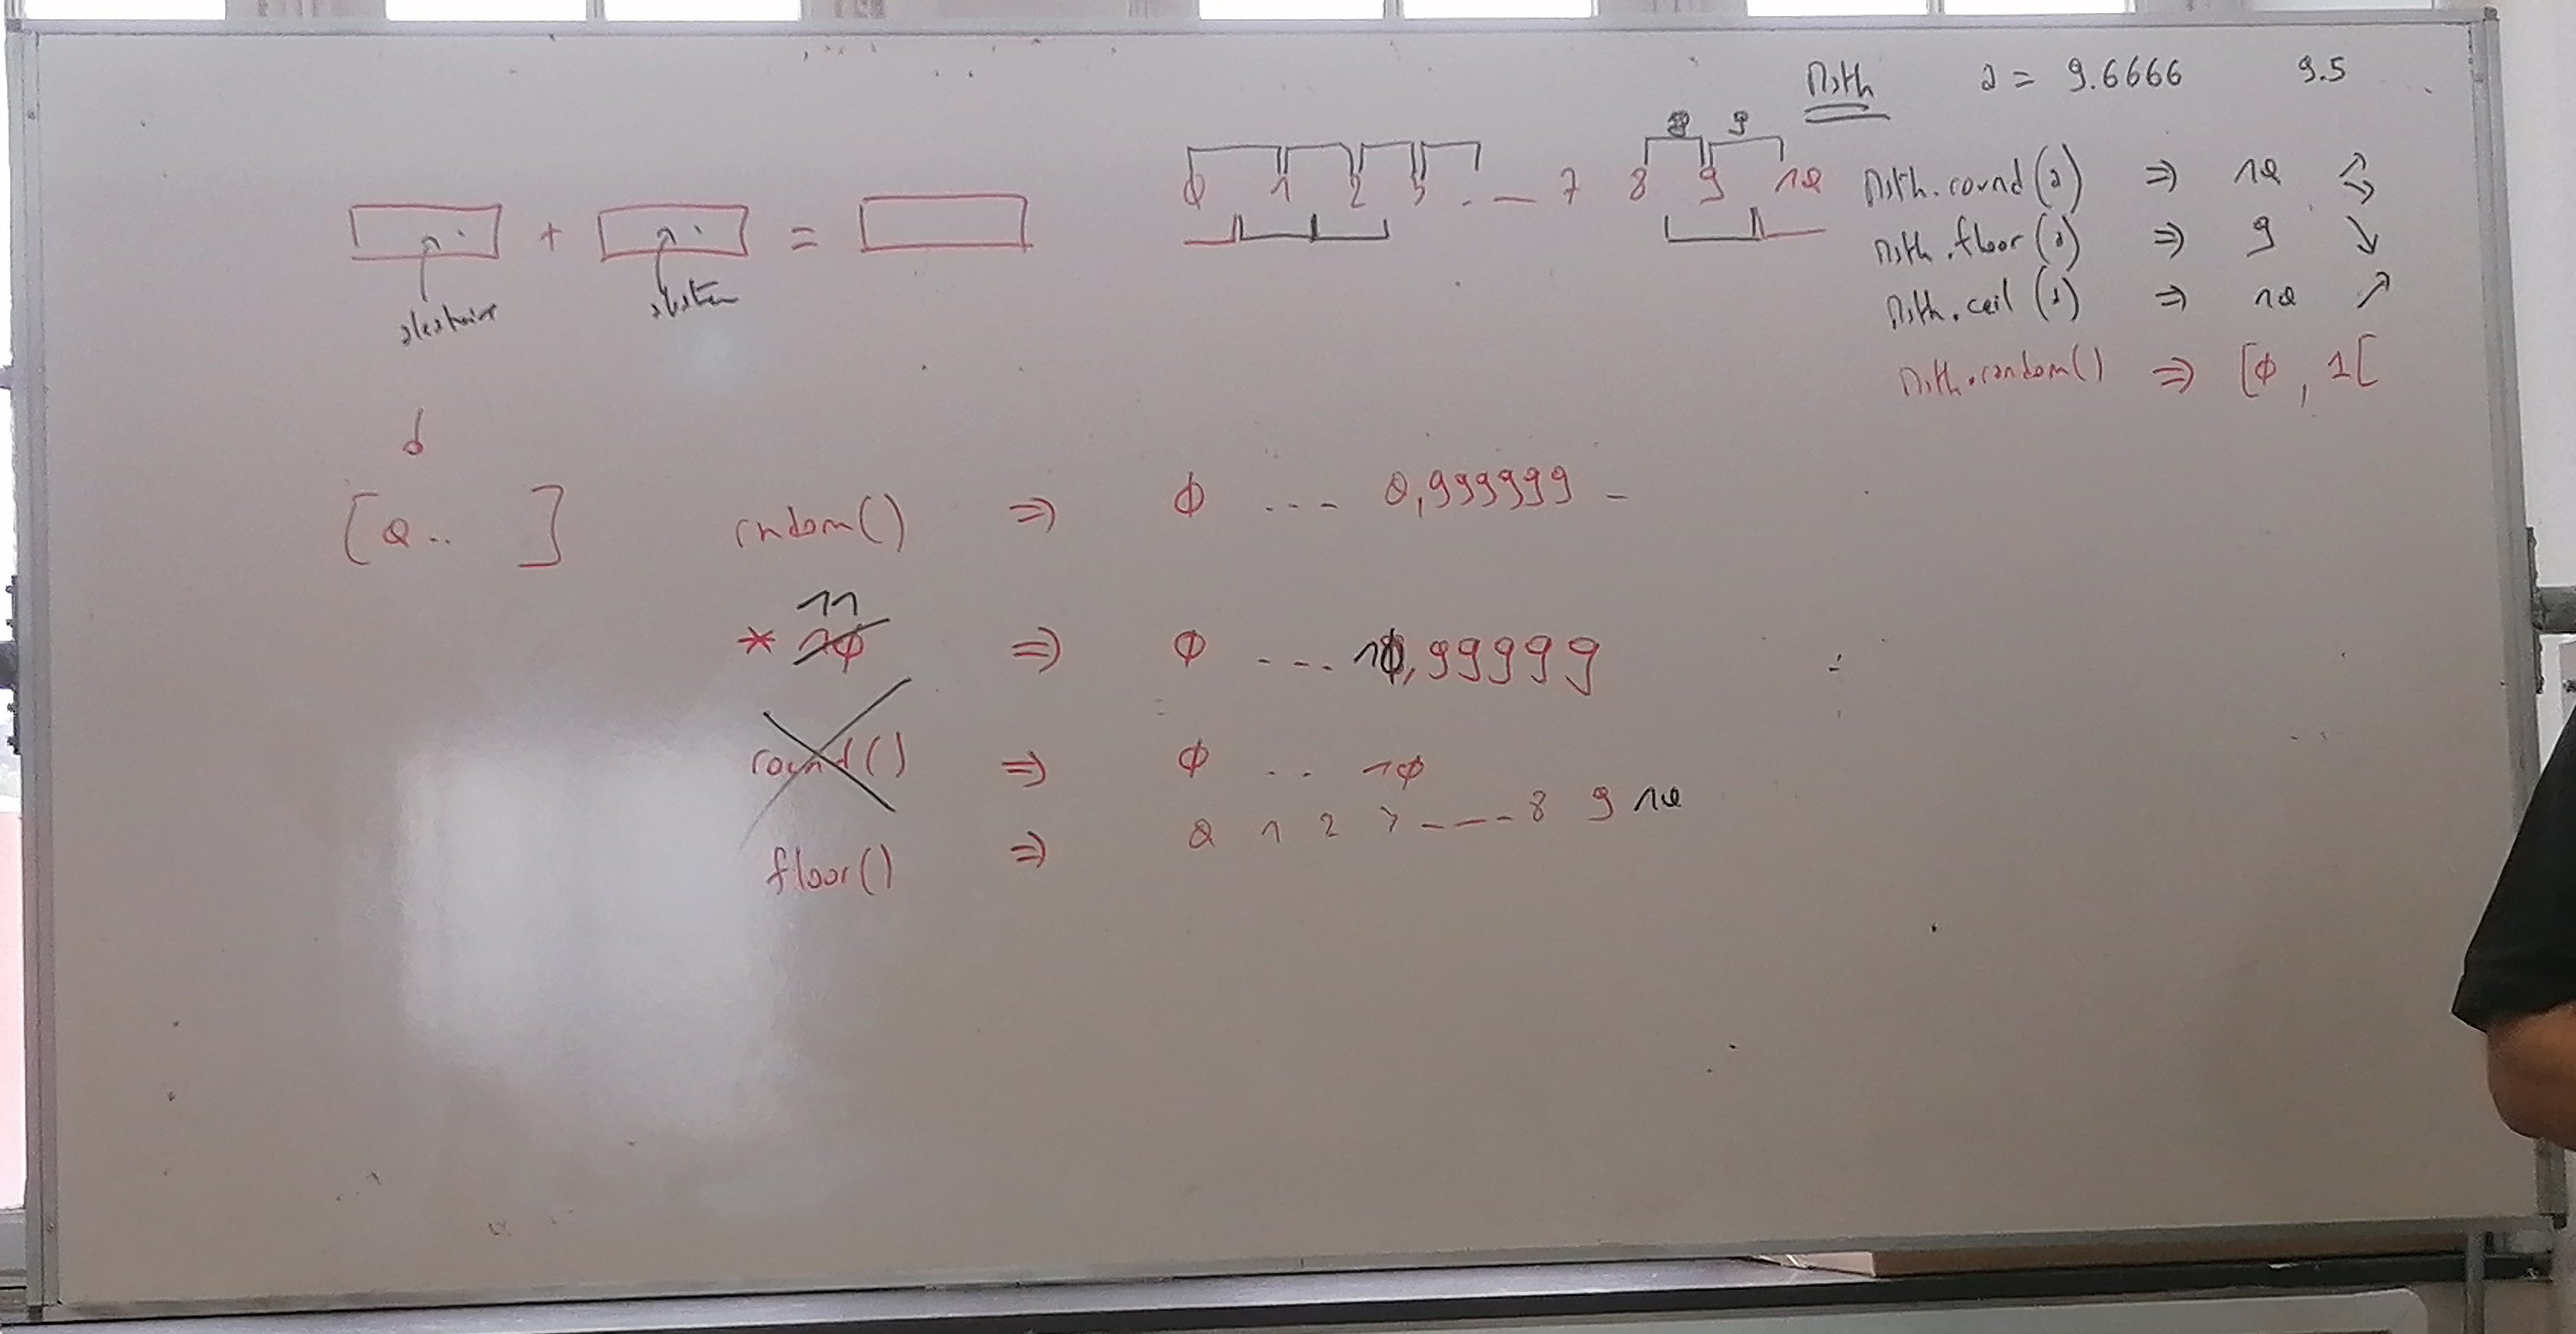 Math a = 9.6666 9.5
8 9
0 1 2 3 . _ 7 8 9 10
Math.round(a) => 10
Math.floor(a) => 9
Math.ceil(a) => 10
Math.random() => [0, 1[
+ =
aleatoire
[0.. ]
random() => 0 ... 0,999999 _
11
* 10 => 0 ... 10,99999
round() => 0 .. 10
floor() => 0 1 2 3 ---- 8 9 10